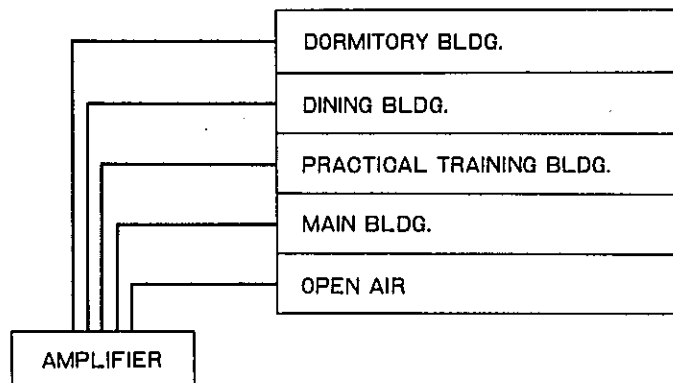 DORMITORY BLDG.
DINING BLDG.
PRACTICAL TRAINING BLDG.
MAIN BLDG.
OPEN AIR
AMPLIFIER